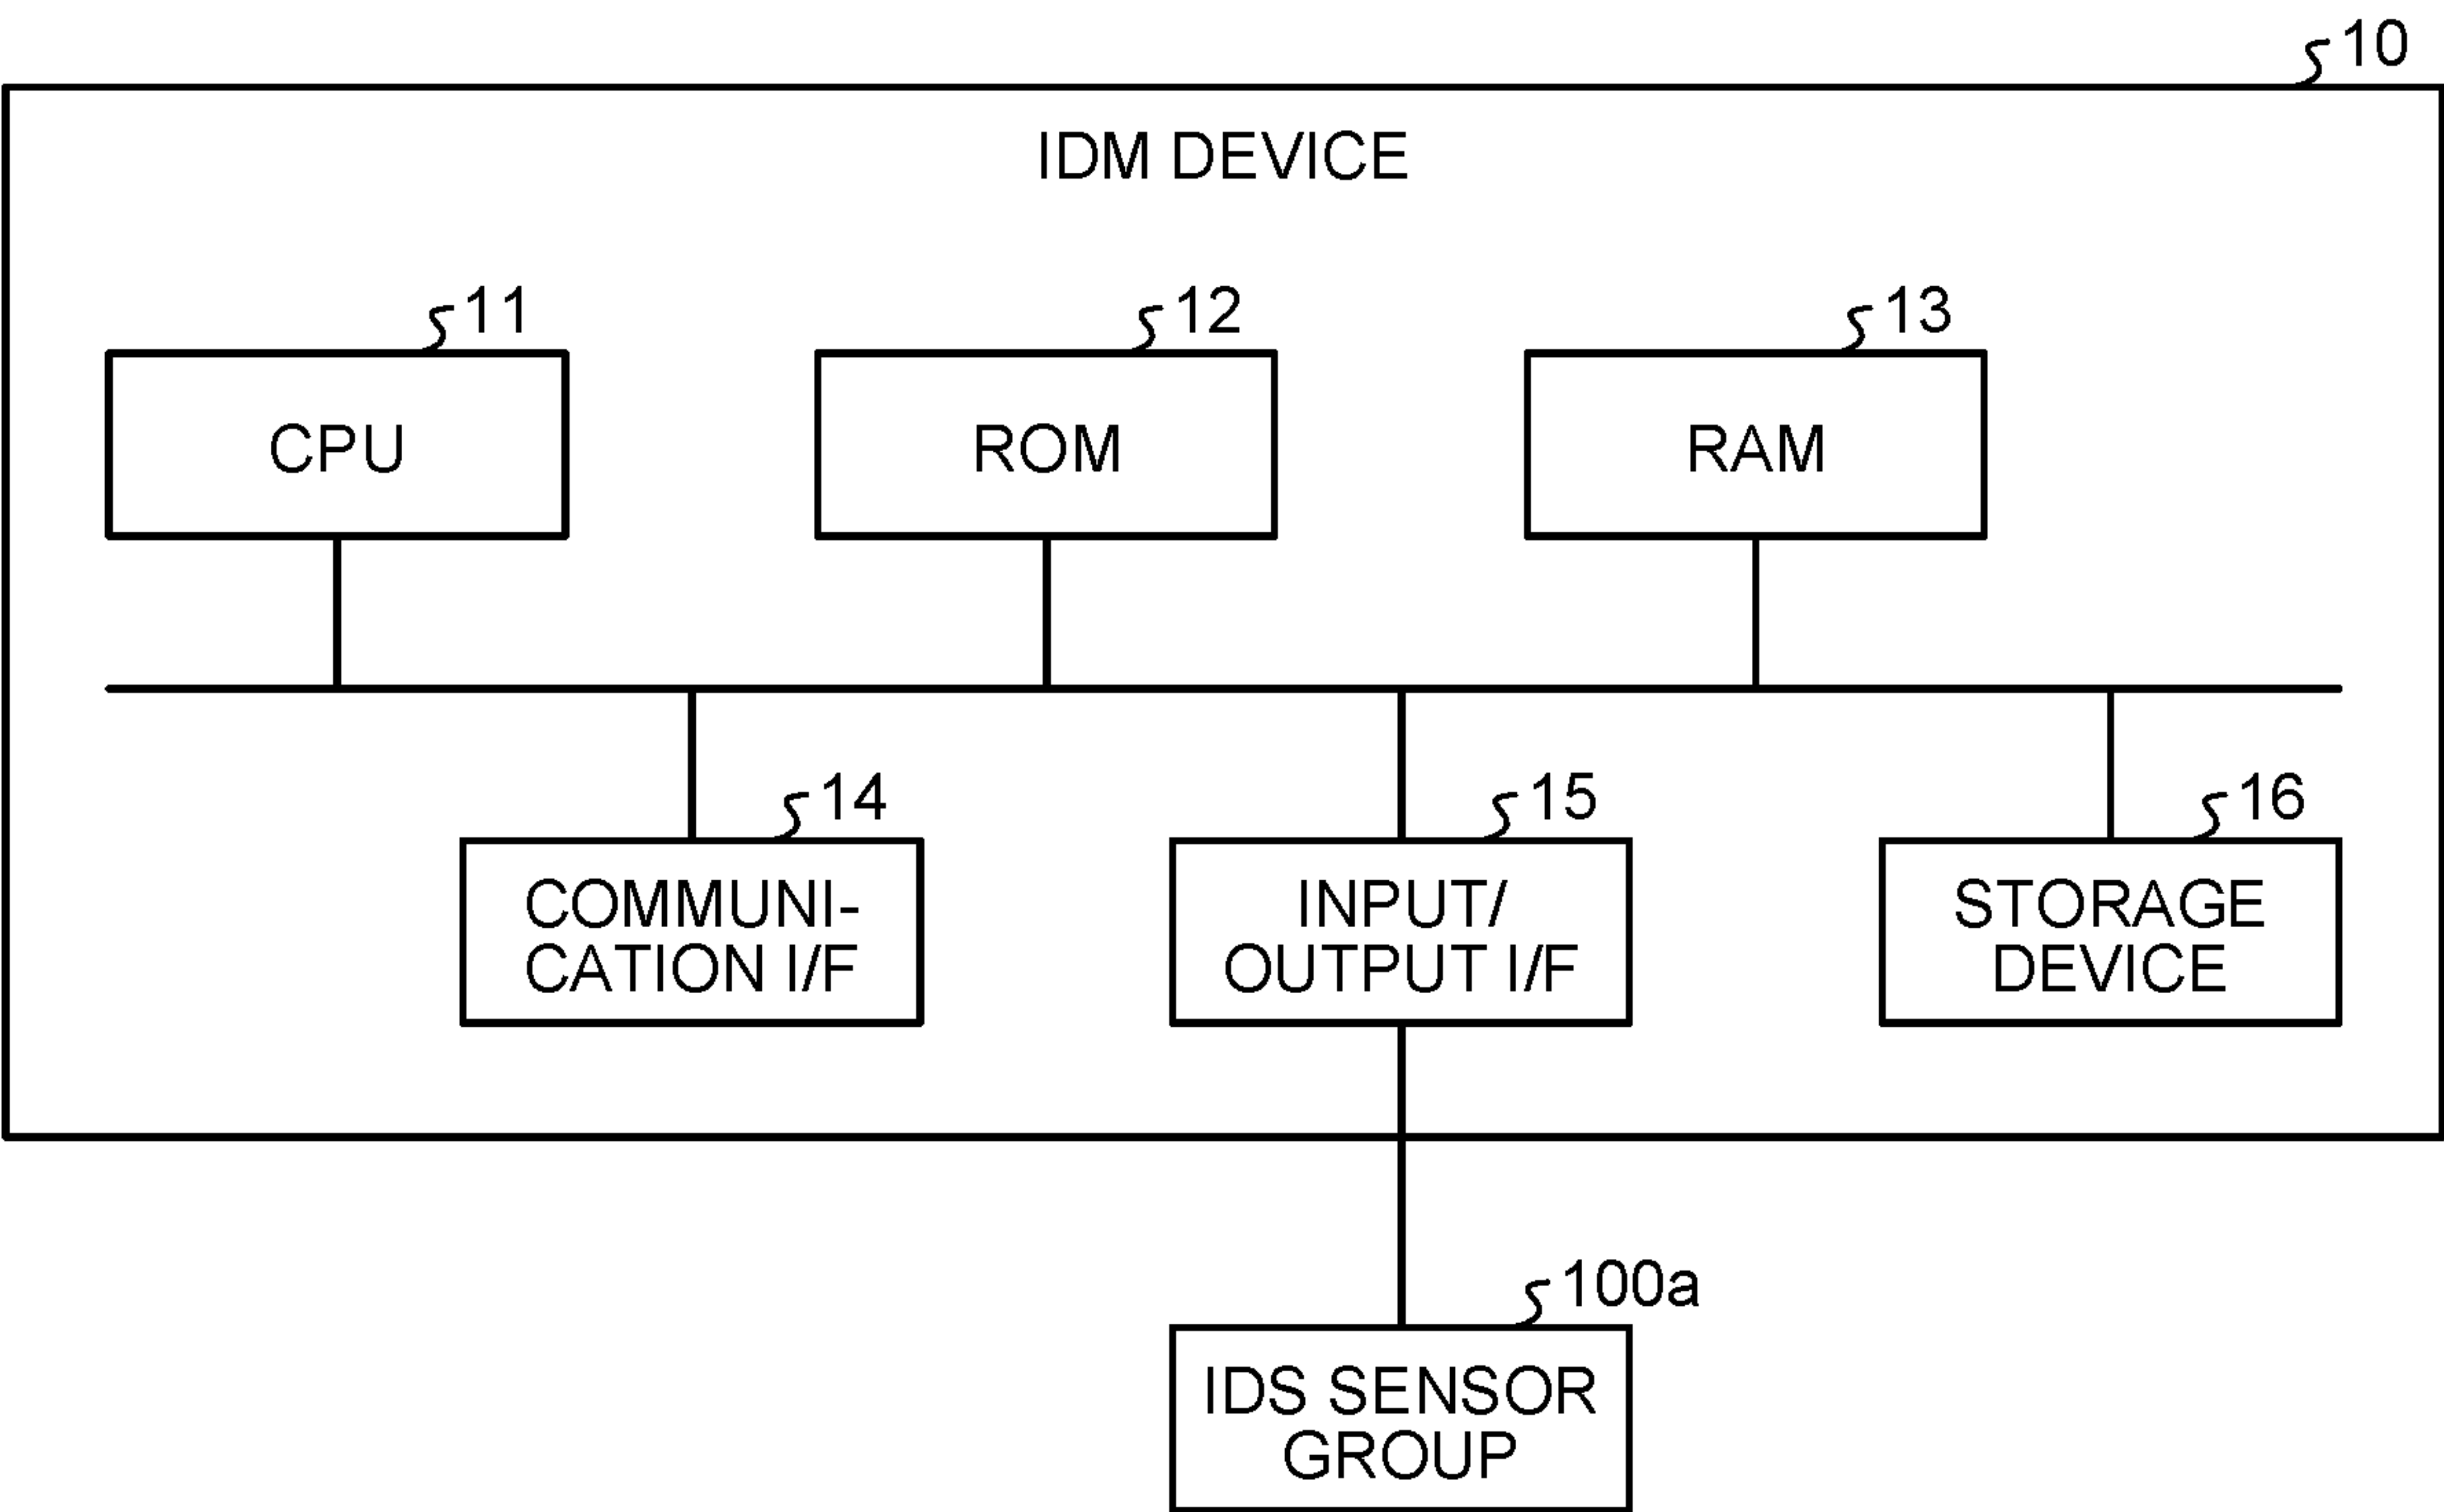 10
IDM DEVICE
11
12
13
CPU
ROM
RAM
14
15
16
COMMUNI-
CATION I/F
INPUT/
OUTPUT I/F
STORAGE
DEVICE
100a
IDS SENSOR
GROUP